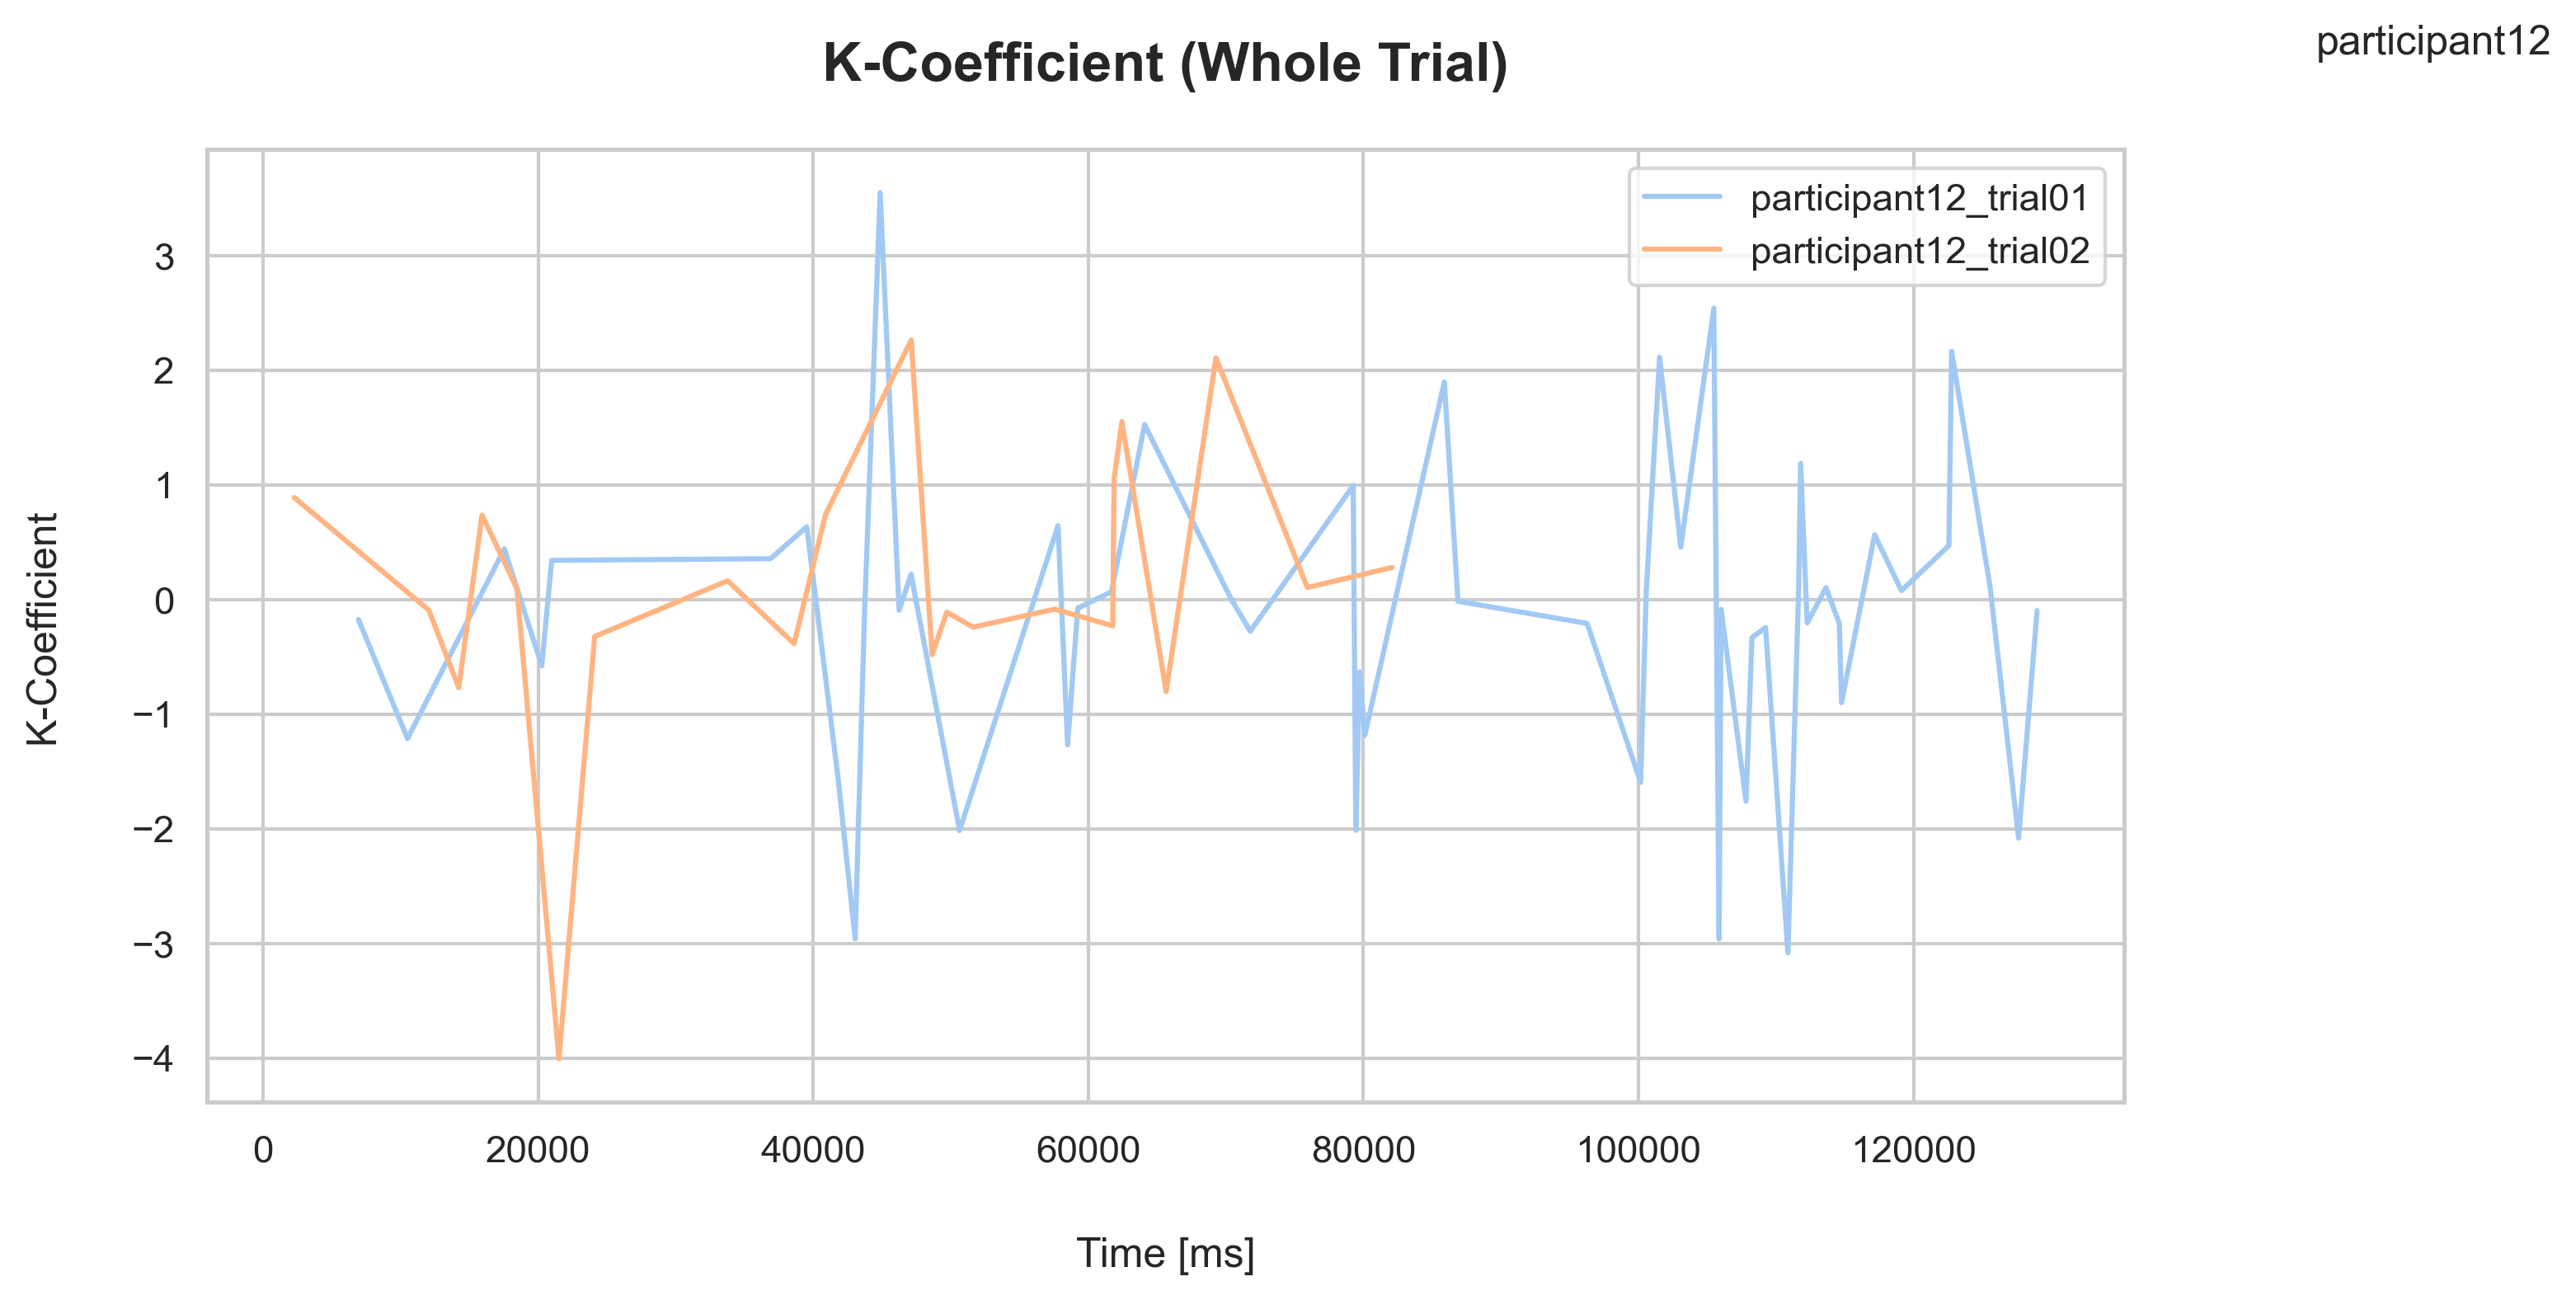 participant12
K-Coefficient (Whole Trial)
participant12_trial01
participant12_trial02
K-Coefficient
3
2
1
0
−1
−2
−3
−4
0 20000 40000 60000 80000 100000 120000
Time [ms]